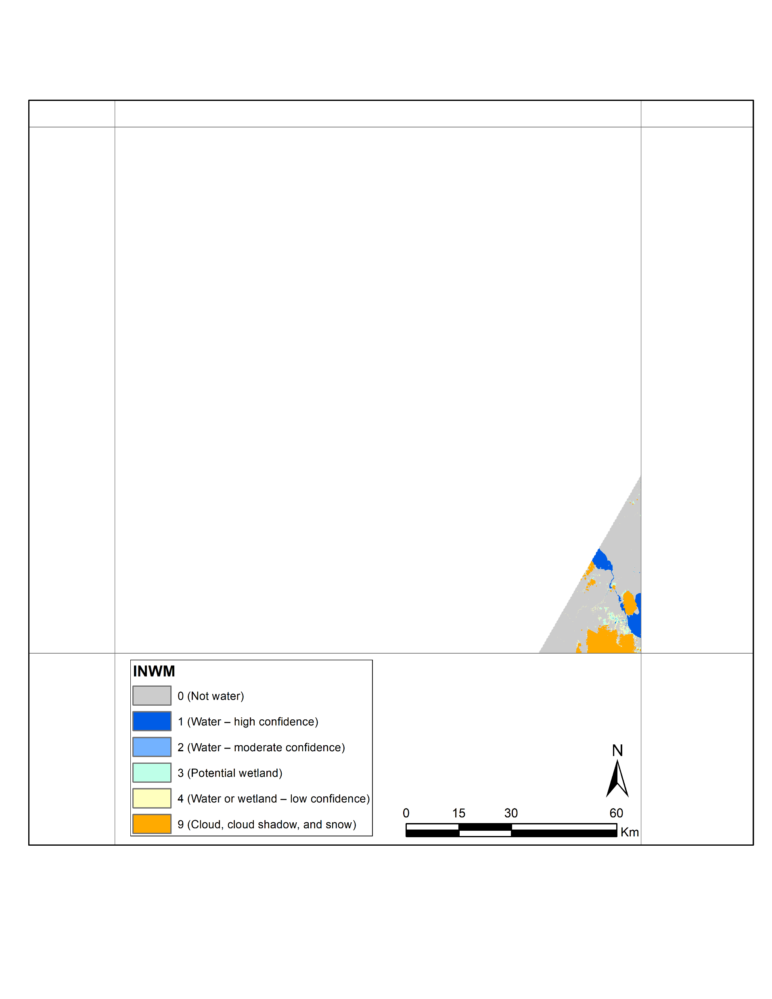 INWM
0 (Not water)
1 (Water – high confidence)
2 (Water – moderate confidence)
3 (Potential wetland)
4 (Water or wetland – low confidence)
9 (Cloud, cloud shadow, and snow)
N
0 15 30 60
Km